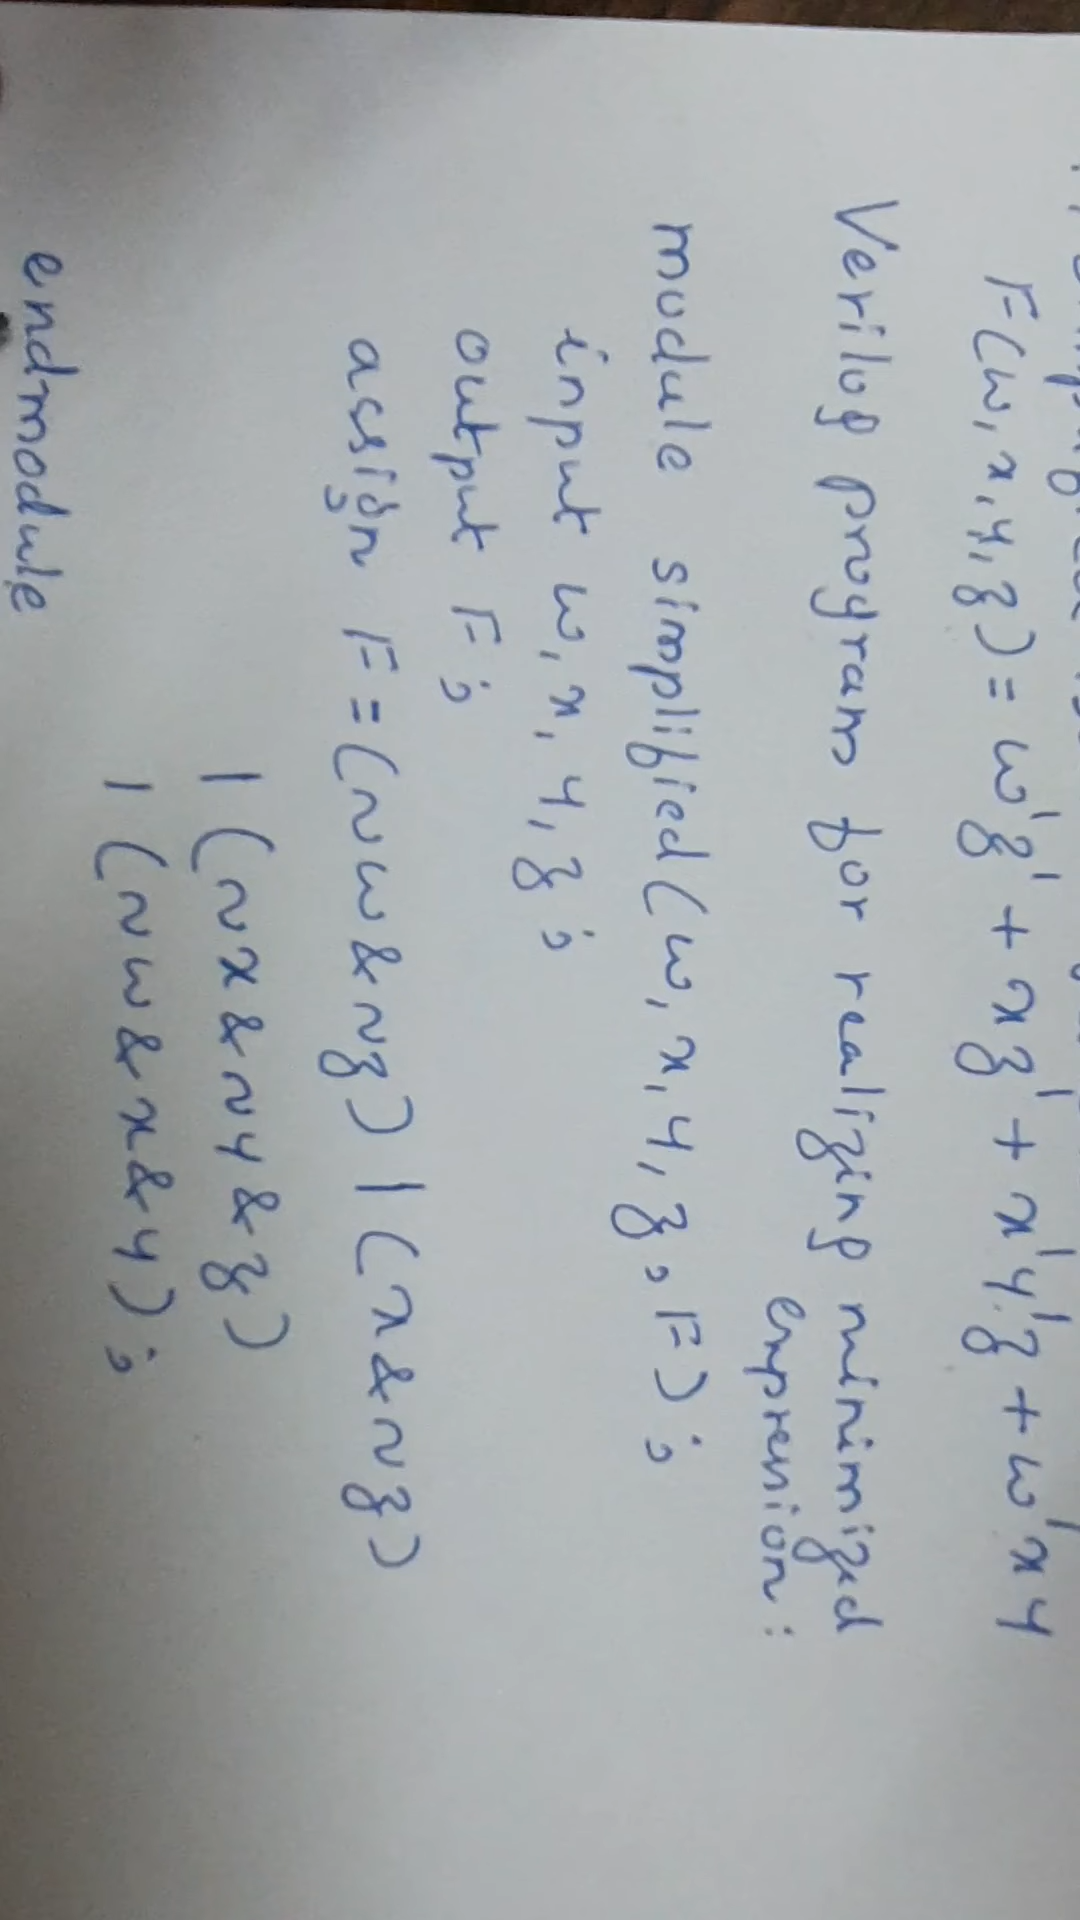 F(w,x,y,z) = w'z' + xz' + x'y'z + w'xy
Verilog program for realizing minimized
expression:
module simplified(w,x,y,z,F);
input w,x,y,z;
output F;
assign F=(~w&~z)|(x&~z)
|(~x&~y&z)
|(~w&x&y);
endmodule